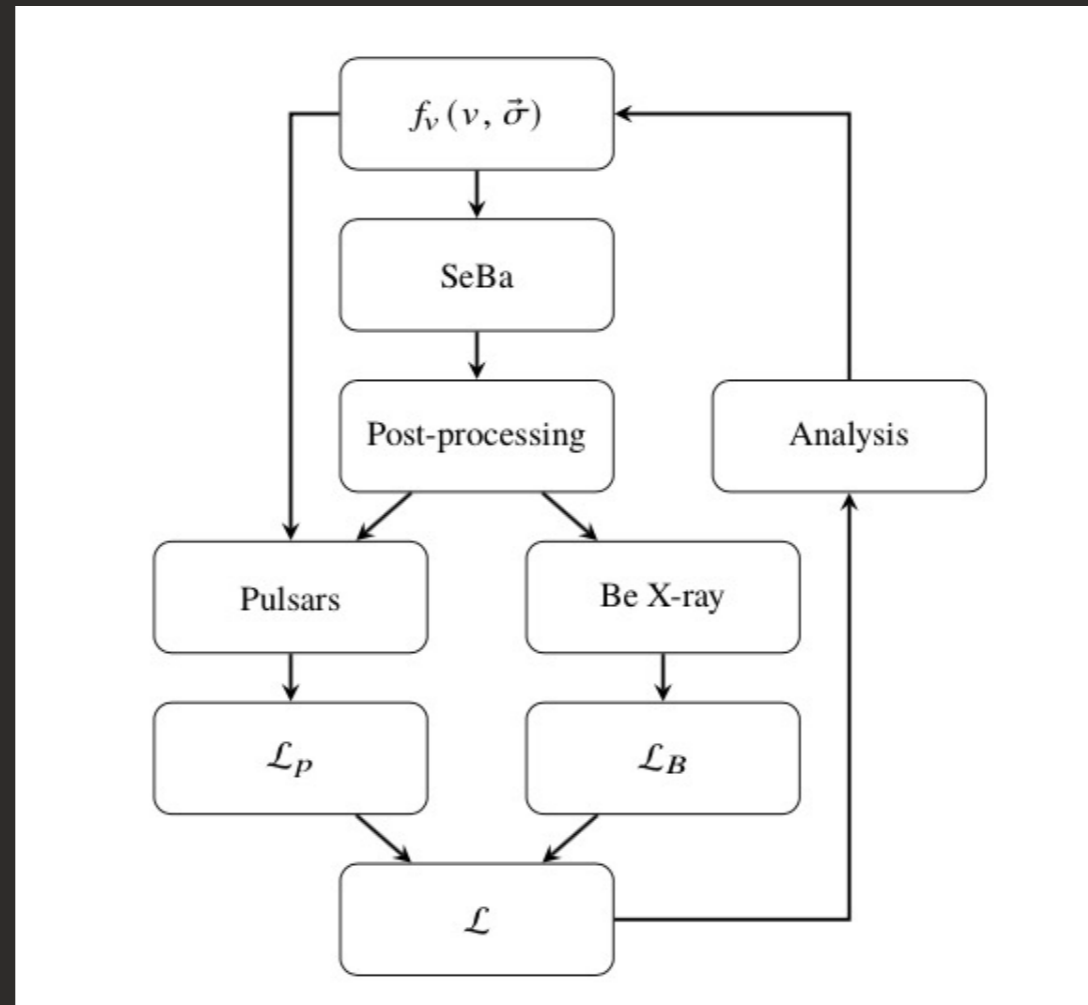 f_v(v, σ⃗)
SeBa
Post-processing
Analysis
Pulsars
Be X-ray
ℒ_p
ℒ_B
ℒ